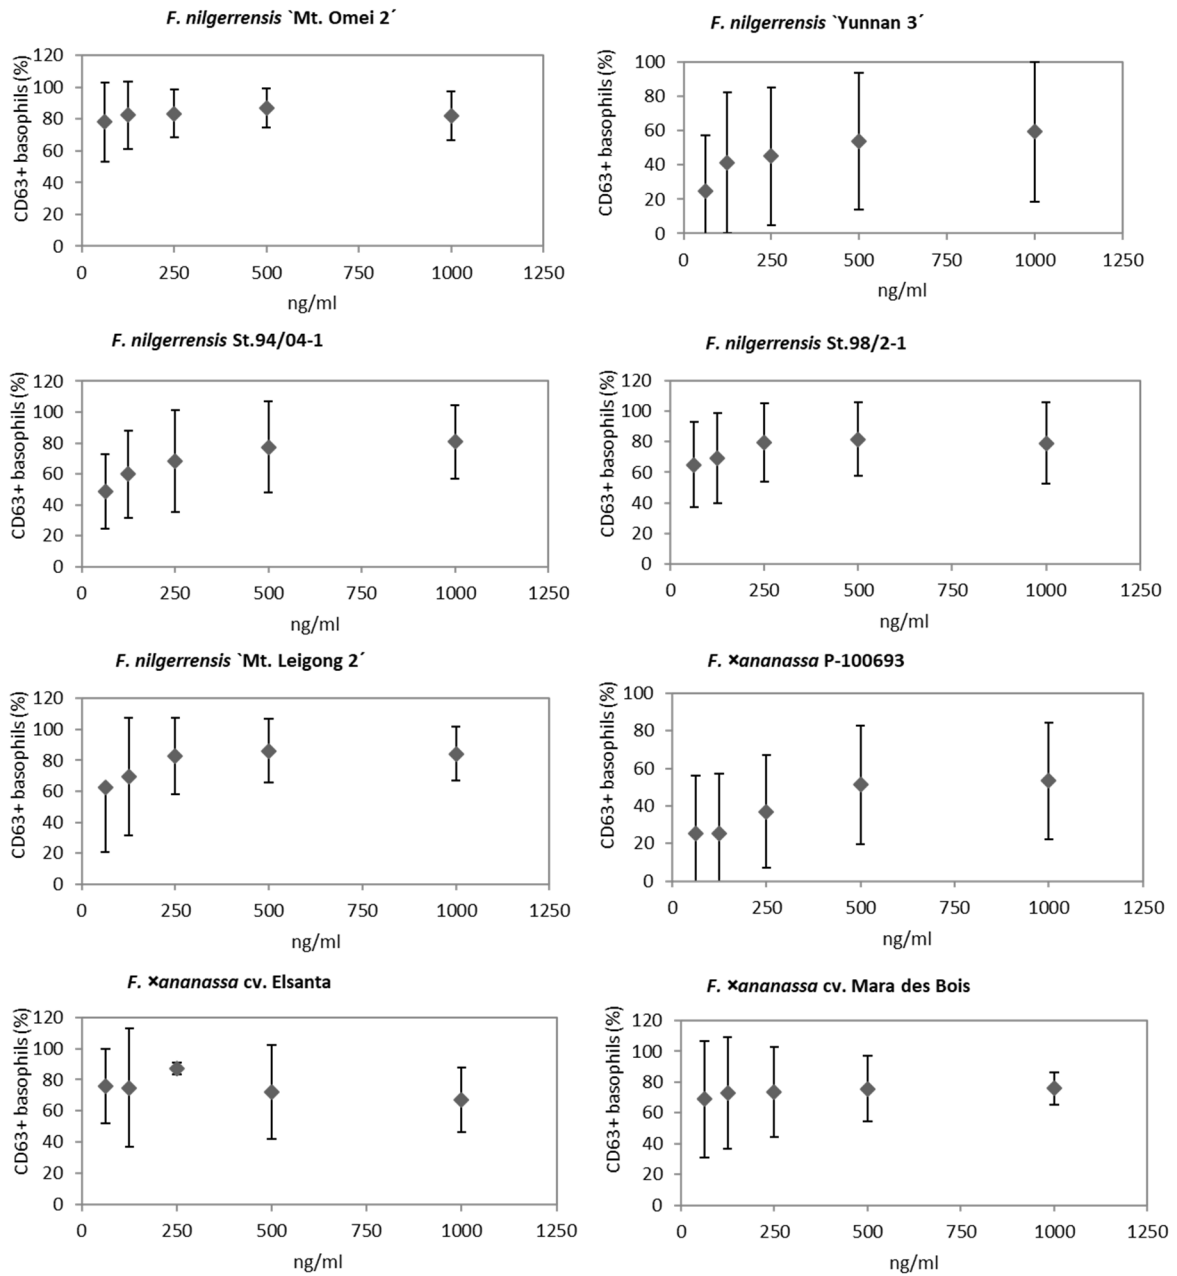 F. nilgerrensis `Mt. Omei 2´
CD63+ basophils (%)
120
100
80
60
40
20
0
0 250 500 750 1000 1250
ng/ml
F. nilgerrensis `Yunnan 3´
CD63+ basophils (%)
100
80
60
40
20
0
0 250 500 750 1000 1250
ng/ml
F. nilgerrensis St.94/04-1
CD63+ basophils (%)
120
100
80
60
40
20
0
0 250 500 750 1000 1250
ng/ml
F. nilgerrensis St.98/2-1
CD63+ basophils (%)
120
100
80
60
40
20
0
0 250 500 750 1000 1250
ng/ml
F. nilgerrensis `Mt. Leigong 2´
CD63+ basophils (%)
120
100
80
60
40
20
0
0 250 500 750 1000 1250
ng/ml
F. ×ananassa P-100693
CD63+ basophils (%)
100
80
60
40
20
0
0 250 500 750 1000 1250
ng/ml
F. ×ananassa cv. Elsanta
CD63+ basophils (%)
120
100
80
60
40
20
0
0 250 500 750 1000 1250
ng/ml
F. ×ananassa cv. Mara des Bois
CD63+ basophils (%)
120
100
80
60
40
20
0
0 250 500 750 1000 1250
ng/ml